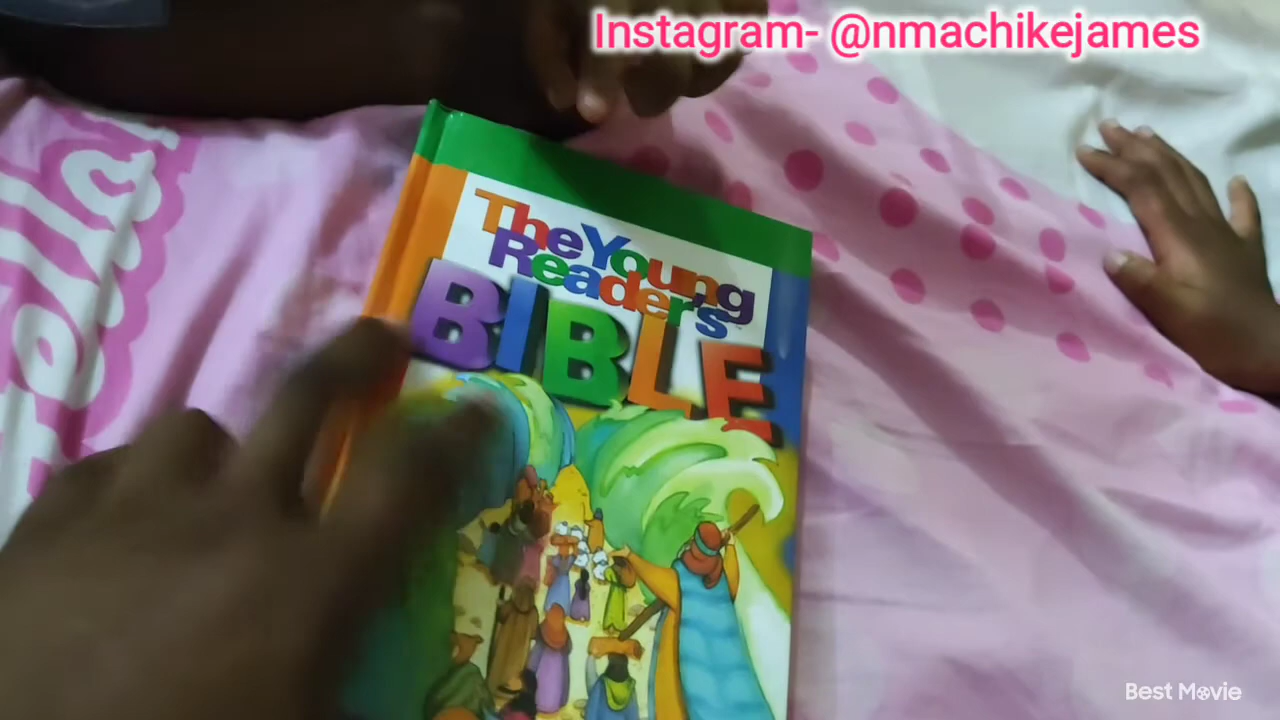 Instagram- @nmachikejames
The Young
Reader's
BIBLE
Best Movie